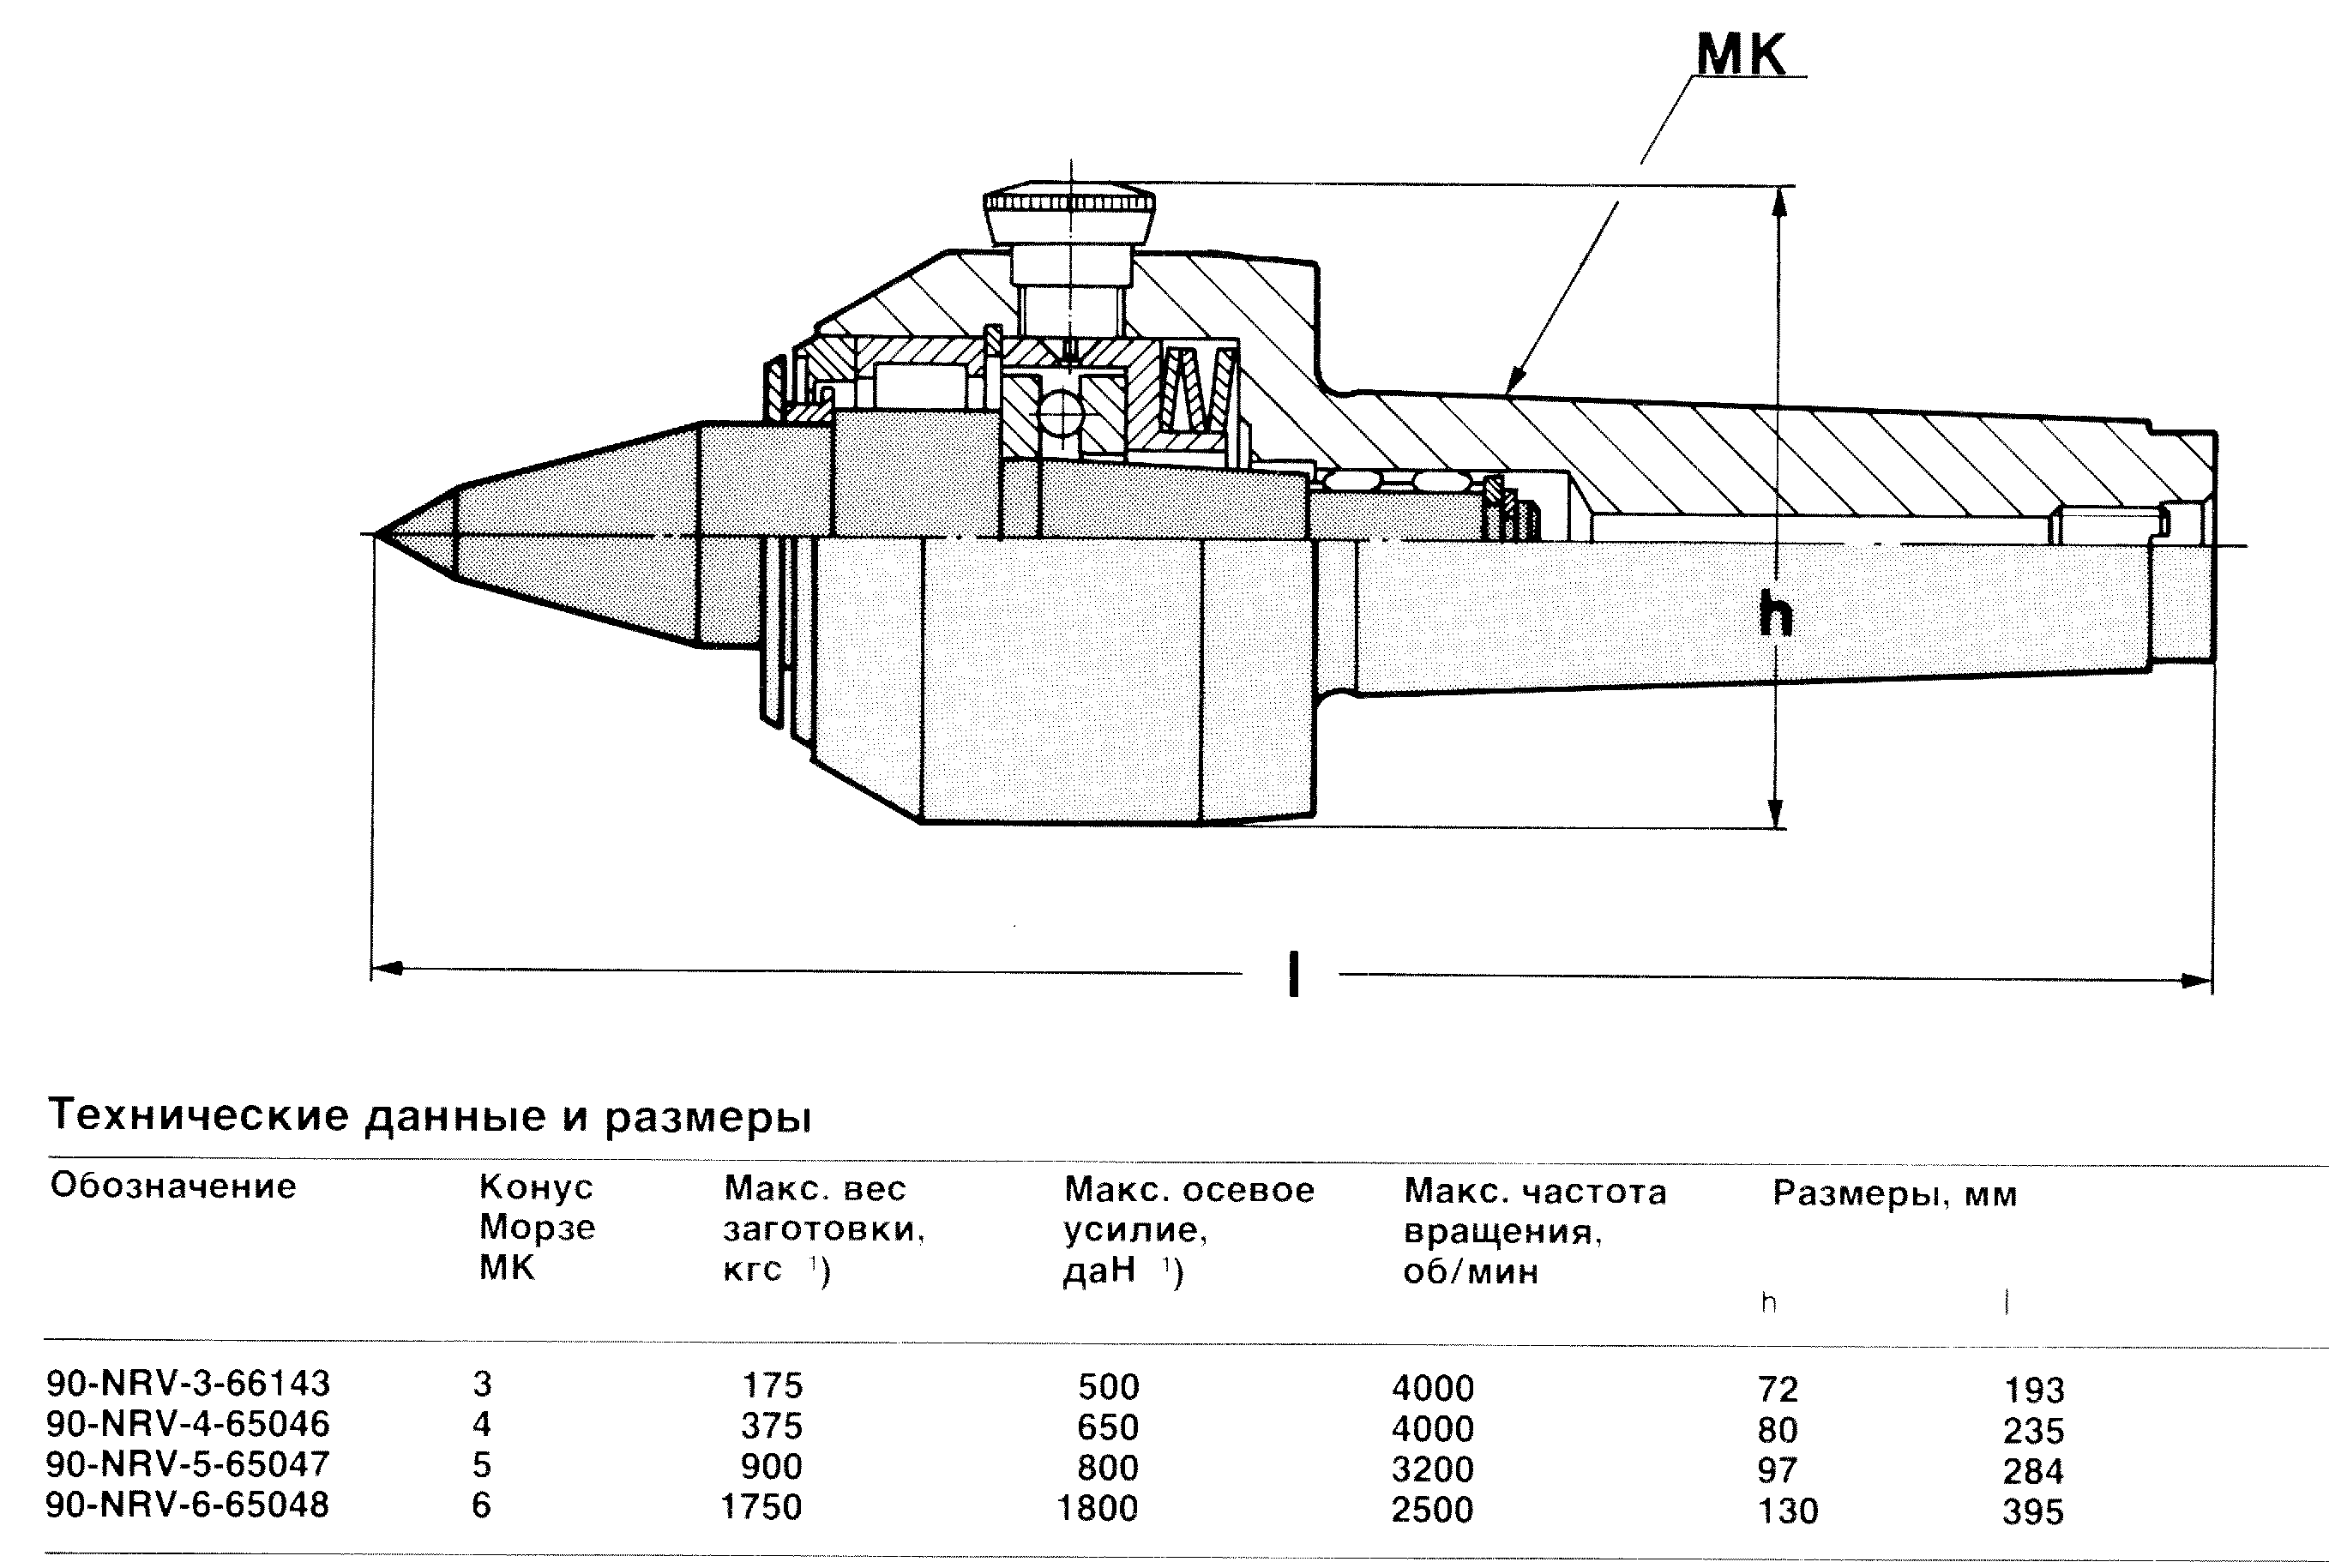 МК
h
l
Технические данные и размеры
Обозначение Конус Макс. вес Макс. осевое Макс. частота Размеры, мм
Морзе заготовки, усилие, вращения,
МК кгс ¹) даН ¹) об/мин
h l
90-NRV-3-66143 3 175 500 4000 72 193
90-NRV-4-65046 4 375 650 4000 80 235
90-NRV-5-65047 5 900 800 3200 97 284
90-NRV-6-65048 6 1750 1800 2500 130 395